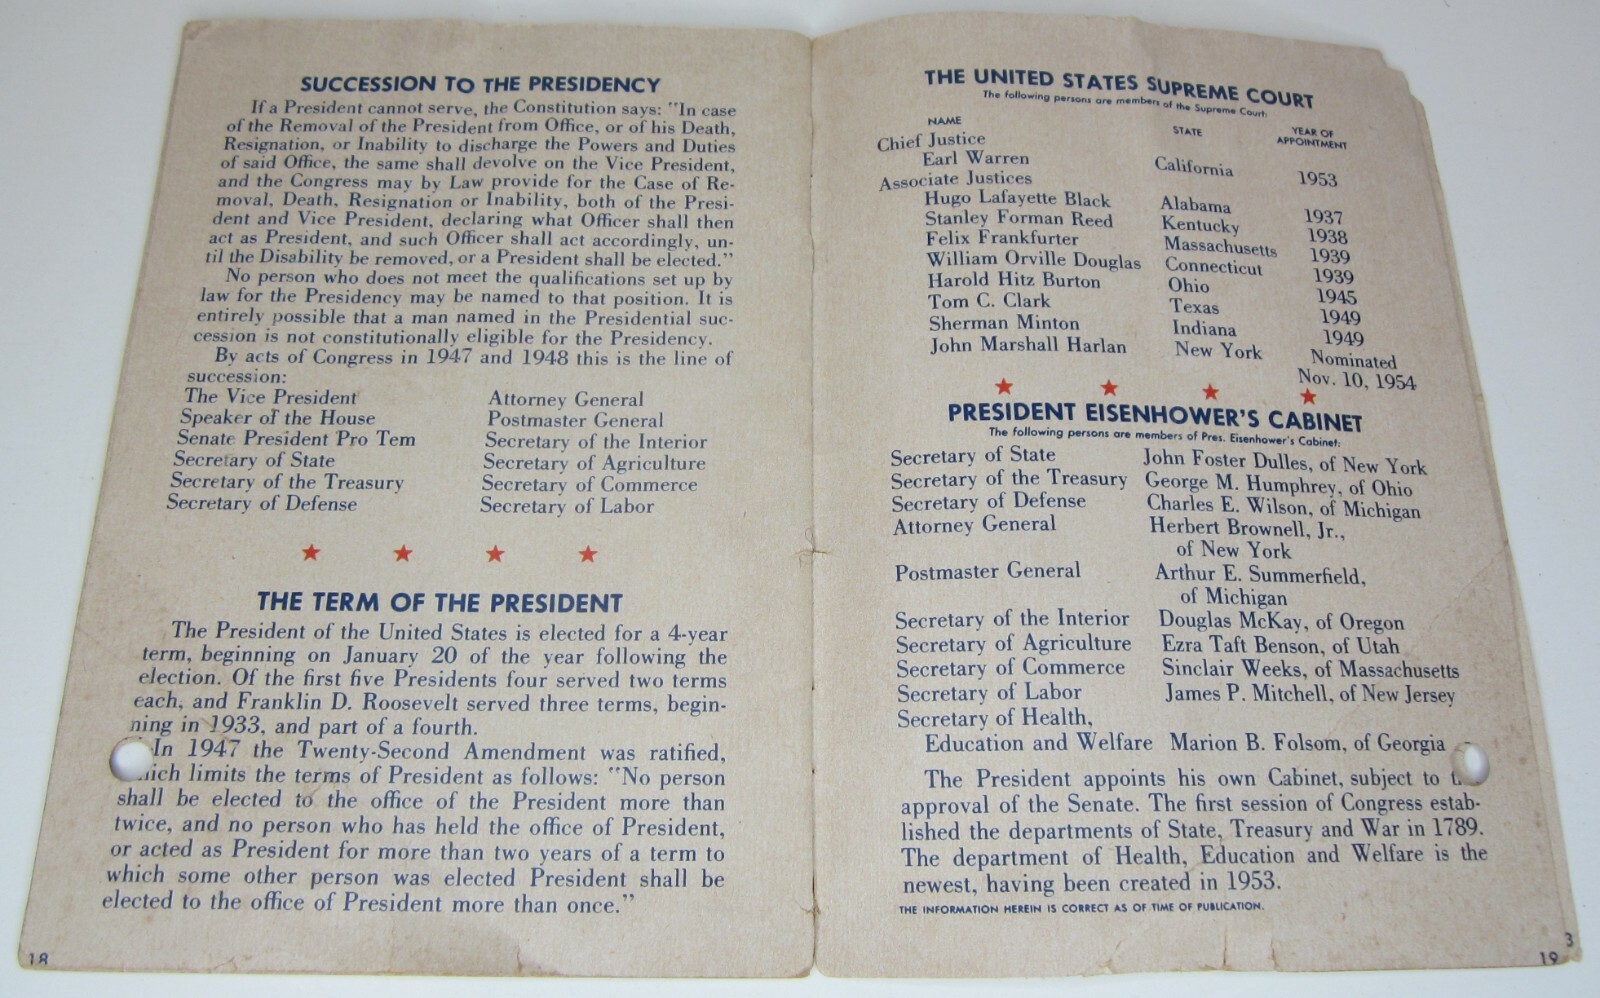 SUCCESSION TO THE PRESIDENCY
If a President cannot serve, the Constitution says: "In case
of the Removal of the President from Office, or of his Death,
Resignation, or Inability to discharge the Powers and Duties
of said Office, the same shall devolve on the Vice President,
and the Congress may by Law provide for the Case of Re-
moval, Death, Resignation or Inability, both of the Presi-
dent and Vice President, declaring what Officer shall then
act as President, and such Officer shall act accordingly, un-
til the Disability be removed, or a President shall be elected."
No person who does not meet the qualifications set up by
law for the Presidency may be named to that position. It is
entirely possible that a man named in the Presidential suc-
cession is not constitutionally eligible for the Presidency.
By acts of Congress in 1947 and 1948 this is the line of
succession:
The Vice President
Speaker of the House
Senate President Pro Tem
Secretary of State
Secretary of the Treasury
Secretary of Defense
Attorney General
Postmaster General
Secretary of the Interior
Secretary of Agriculture
Secretary of Commerce
Secretary of Labor
THE TERM OF THE PRESIDENT
The President of the United States is elected for a 4-year
term, beginning on January 20 of the year following the
election. Of the first five Presidents four served two terms
each, and Franklin D. Roosevelt served three terms, begin-
ning in 1933, and part of a fourth.
In 1947 the Twenty-Second Amendment was ratified,
which limits the terms of President as follows: "No person
shall be elected to the office of the President more than
twice, and no person who has held the office of President,
or acted as President for more than two years of a term to
which some other person was elected President shall be
elected to the office of President more than once."
18
THE UNITED STATES SUPREME COURT
The following persons are members of the Supreme Court:
NAME STATE YEAR OF APPOINTMENT
Chief Justice
Earl Warren California 1953
Associate Justices
Hugo Lafayette Black Alabama 1937
Stanley Forman Reed Kentucky 1938
Felix Frankfurter Massachusetts 1939
William Orville Douglas Connecticut 1939
Harold Hitz Burton Ohio 1945
Tom C. Clark Texas 1949
Sherman Minton Indiana 1949
John Marshall Harlan New York Nominated
Nov. 10, 1954
PRESIDENT EISENHOWER'S CABINET
The following persons are members of Pres. Eisenhower's Cabinet:
Secretary of State John Foster Dulles, of New York
Secretary of the Treasury George M. Humphrey, of Ohio
Secretary of Defense Charles E. Wilson, of Michigan
Attorney General Herbert Brownell, Jr.,
of New York
Postmaster General Arthur E. Summerfield,
of Michigan
Secretary of the Interior Douglas McKay, of Oregon
Secretary of Agriculture Ezra Taft Benson, of Utah
Secretary of Commerce Sinclair Weeks, of Massachusetts
Secretary of Labor James P. Mitchell, of New Jersey
Secretary of Health,
Education and Welfare Marion B. Folsom, of Georgia
The President appoints his own Cabinet, subject to
approval of the Senate. The first session of Congress estab-
lished the departments of State, Treasury and War in 1789.
The department of Health, Education and Welfare is the
newest, having been created in 1953.
THE INFORMATION HEREIN IS CORRECT AS OF TIME OF PUBLICATION.
3
19